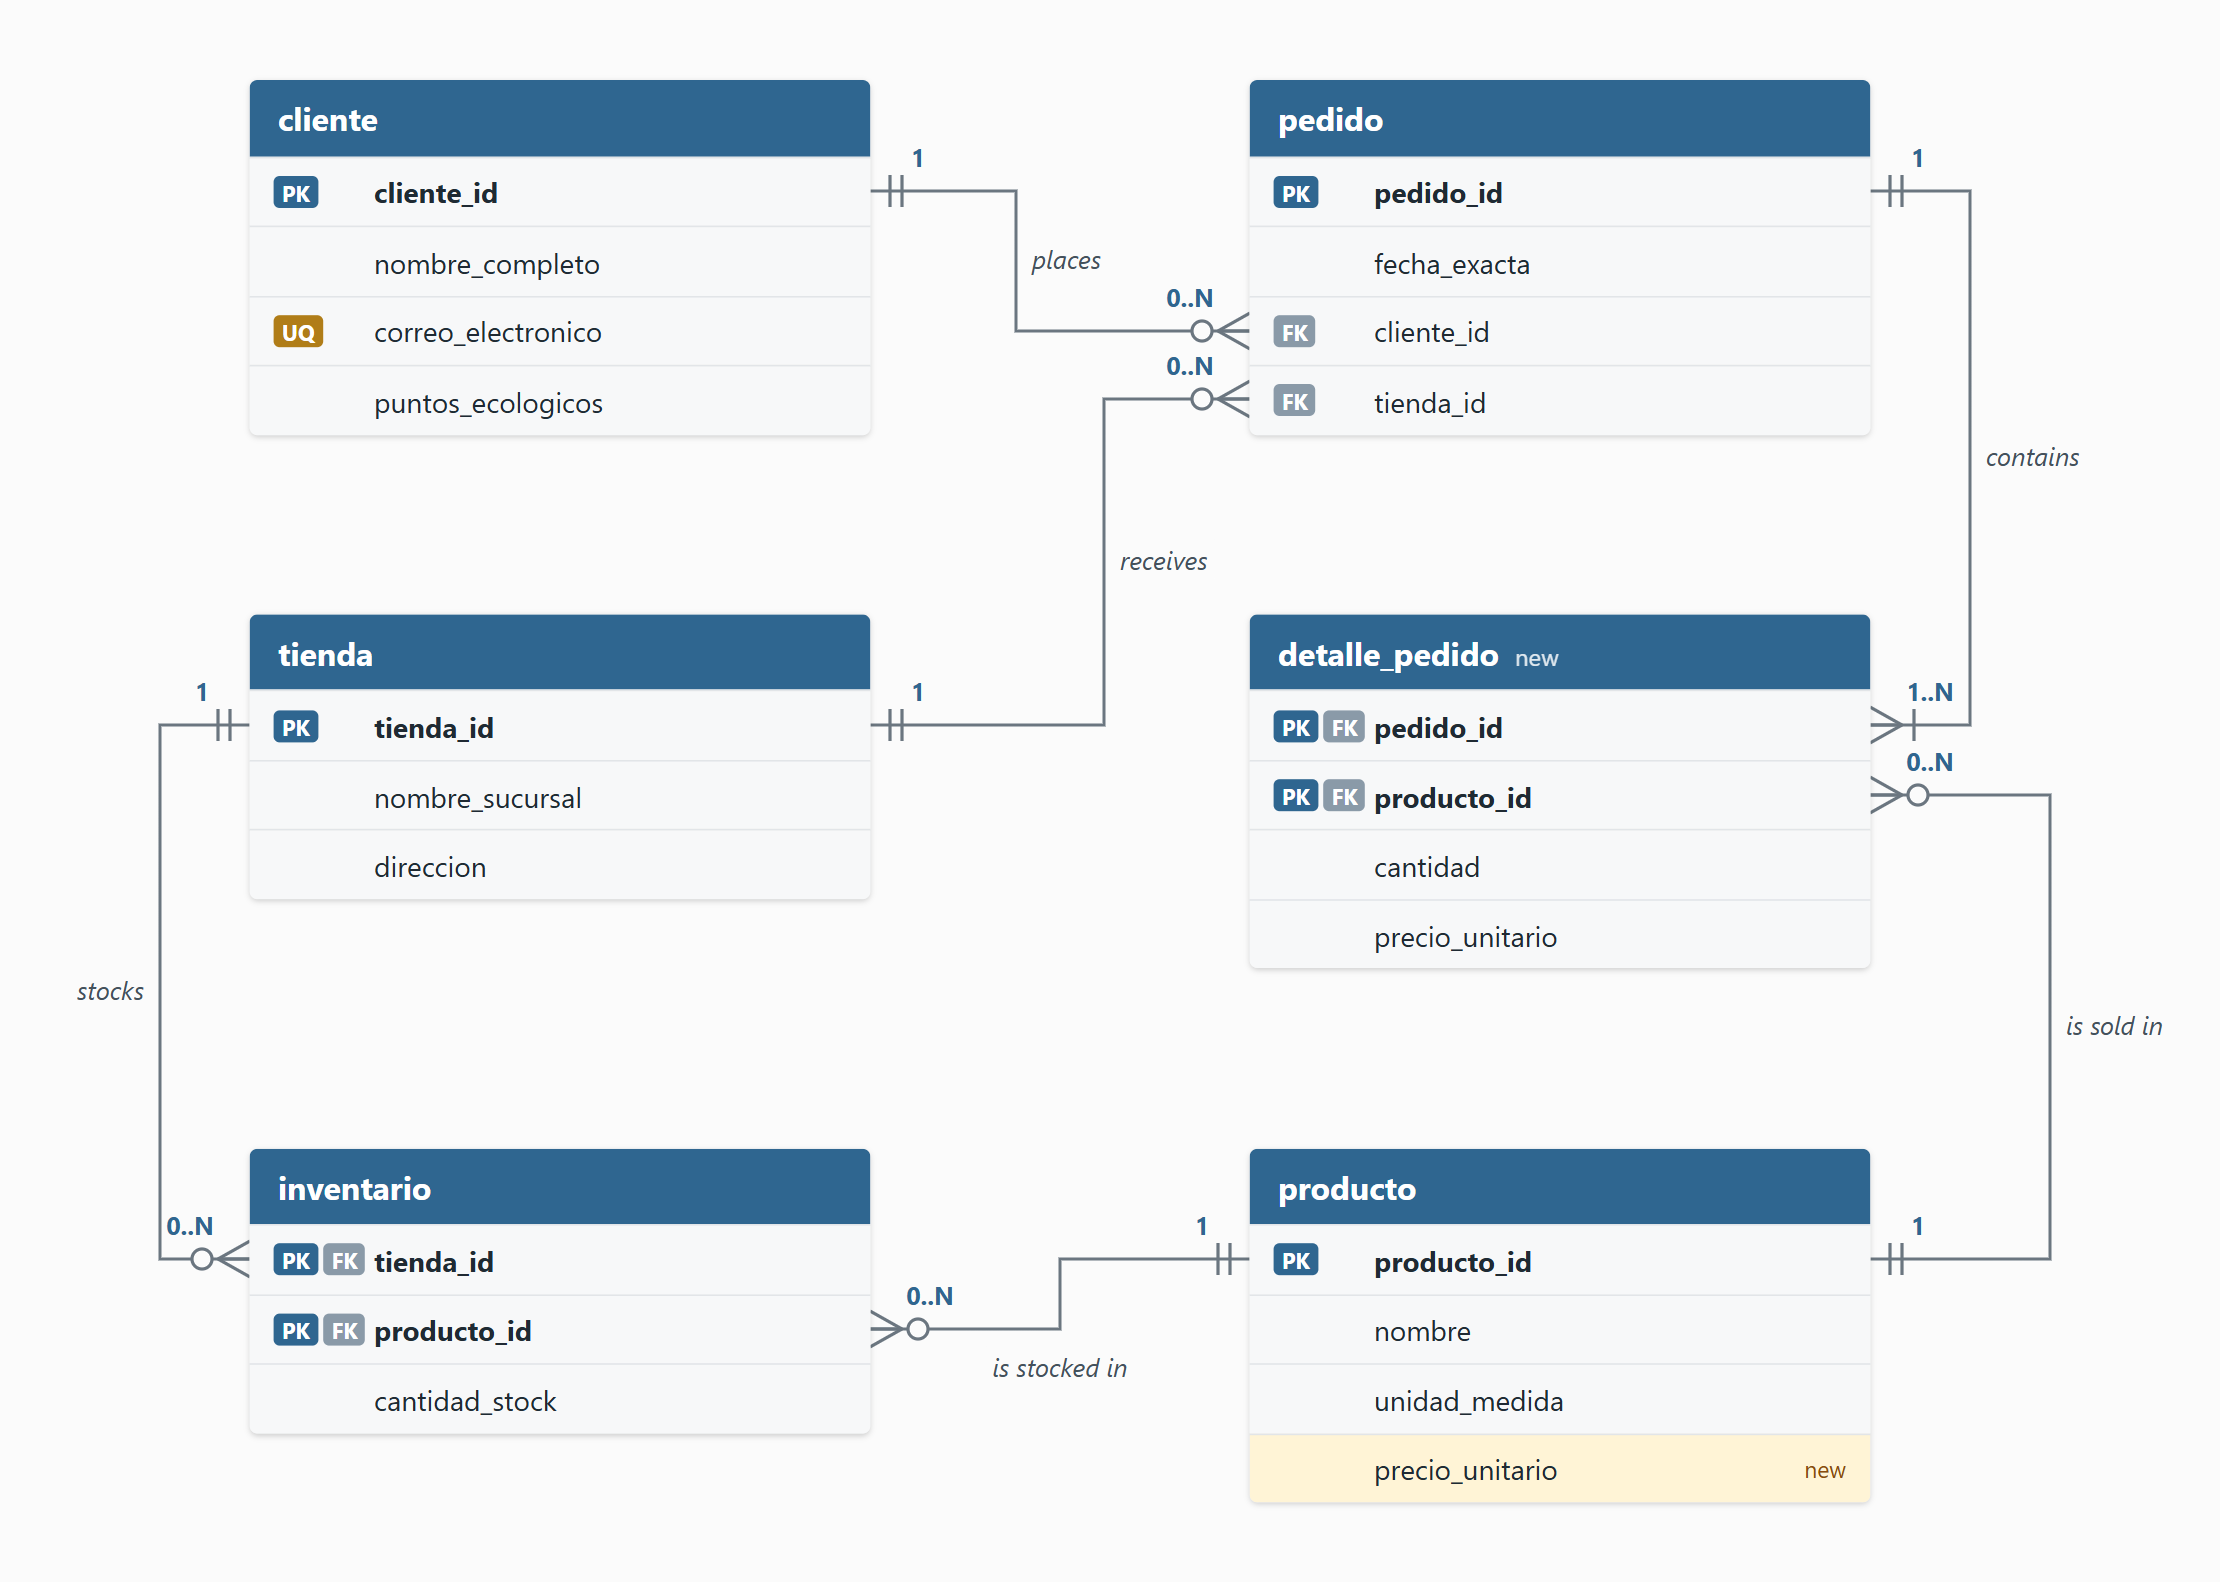 cliente
PK cliente_id
nombre_completo
UQ correo_electronico
puntos_ecologicos
1
places
0..N
0..N
receives
pedido
PK pedido_id
fecha_exacta
FK cliente_id
FK tienda_id
1
contains
tienda
PK tienda_id
nombre_sucursal
direccion
1
1
stocks
0..N
detalle_pedido new
PK FK pedido_id
PK FK producto_id
cantidad
precio_unitario
1..N
0..N
is sold in
inventario
PK FK tienda_id
PK FK producto_id
cantidad_stock
0..N
is stocked in
1
producto
PK producto_id
nombre
unidad_medida
precio_unitario new
1